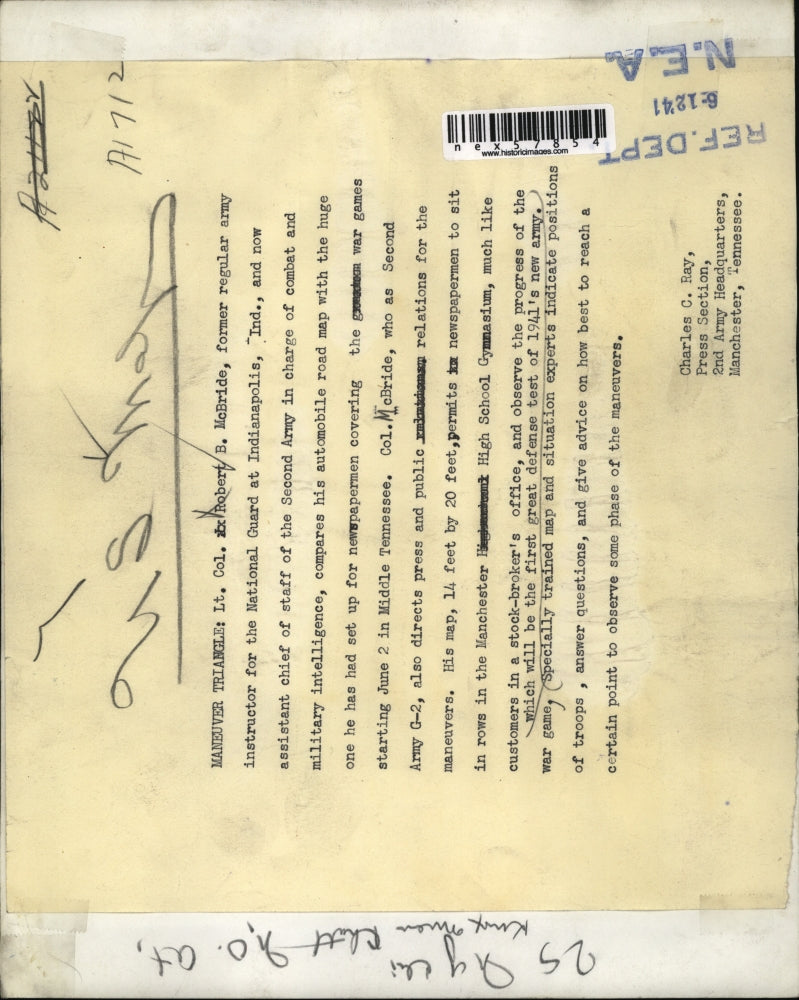 A1712
U.S. Army
MANEUVER TRIANGLE: Lt. Col. Robert B. McBride, former regular army
instructor for the National Guard at Indianapolis, Ind., and now
assistant chief of staff of the Second Army in charge of combat and
military intelligence, compares his automobile road map with the huge
one he has had set up for newspapermen covering the war games
starting June 2 in Middle Tennessee. Col. McBride, who as Second
Army G-2, also directs press and public relations for the
maneuvers. His map, 14 feet by 20 feet, permits newspapermen to sit
in rows in the Manchester High School Gymnasium, much like
customers in a stock-broker's office, and observe the progress of the
which will be the first great defense test of 1941's new army.
war game, (Specially trained map and situation experts indicate positions
of troops , answer questions, and give advice on how best to reach a
certain point to observe some phase of the maneuvers.
Charles C. Ray,
Press Section,
2nd Army Headquarters,
Manchester, Tennessee.
nex57854
www.historicimages.com
REF. DEPT
6-12'41
N.E.A.
25
N.O.